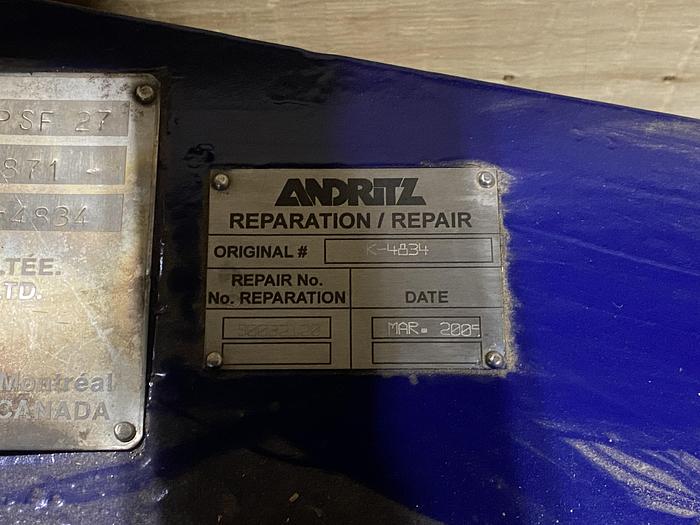 PSF 27
871
-4834
TÉE.
TD.
Montréal
CANADA
ANDRITZ
REPARATION / REPAIR
ORIGINAL # K-4834
REPAIR No.
No. REPARATION
DATE
MAR. 2005